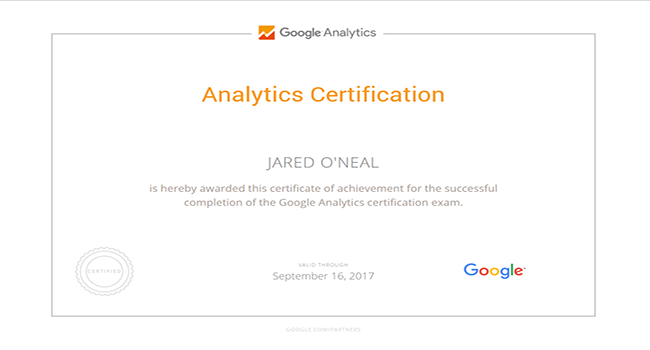 Google Analytics
Analytics Certification
JARED O'NEAL
is hereby awarded this certificate of achievement for the successful
completion of the Google Analytics certification exam.
CERTIFIED
VALID THROUGH
September 16, 2017
Google
GOOGLE.COM/PARTNERS